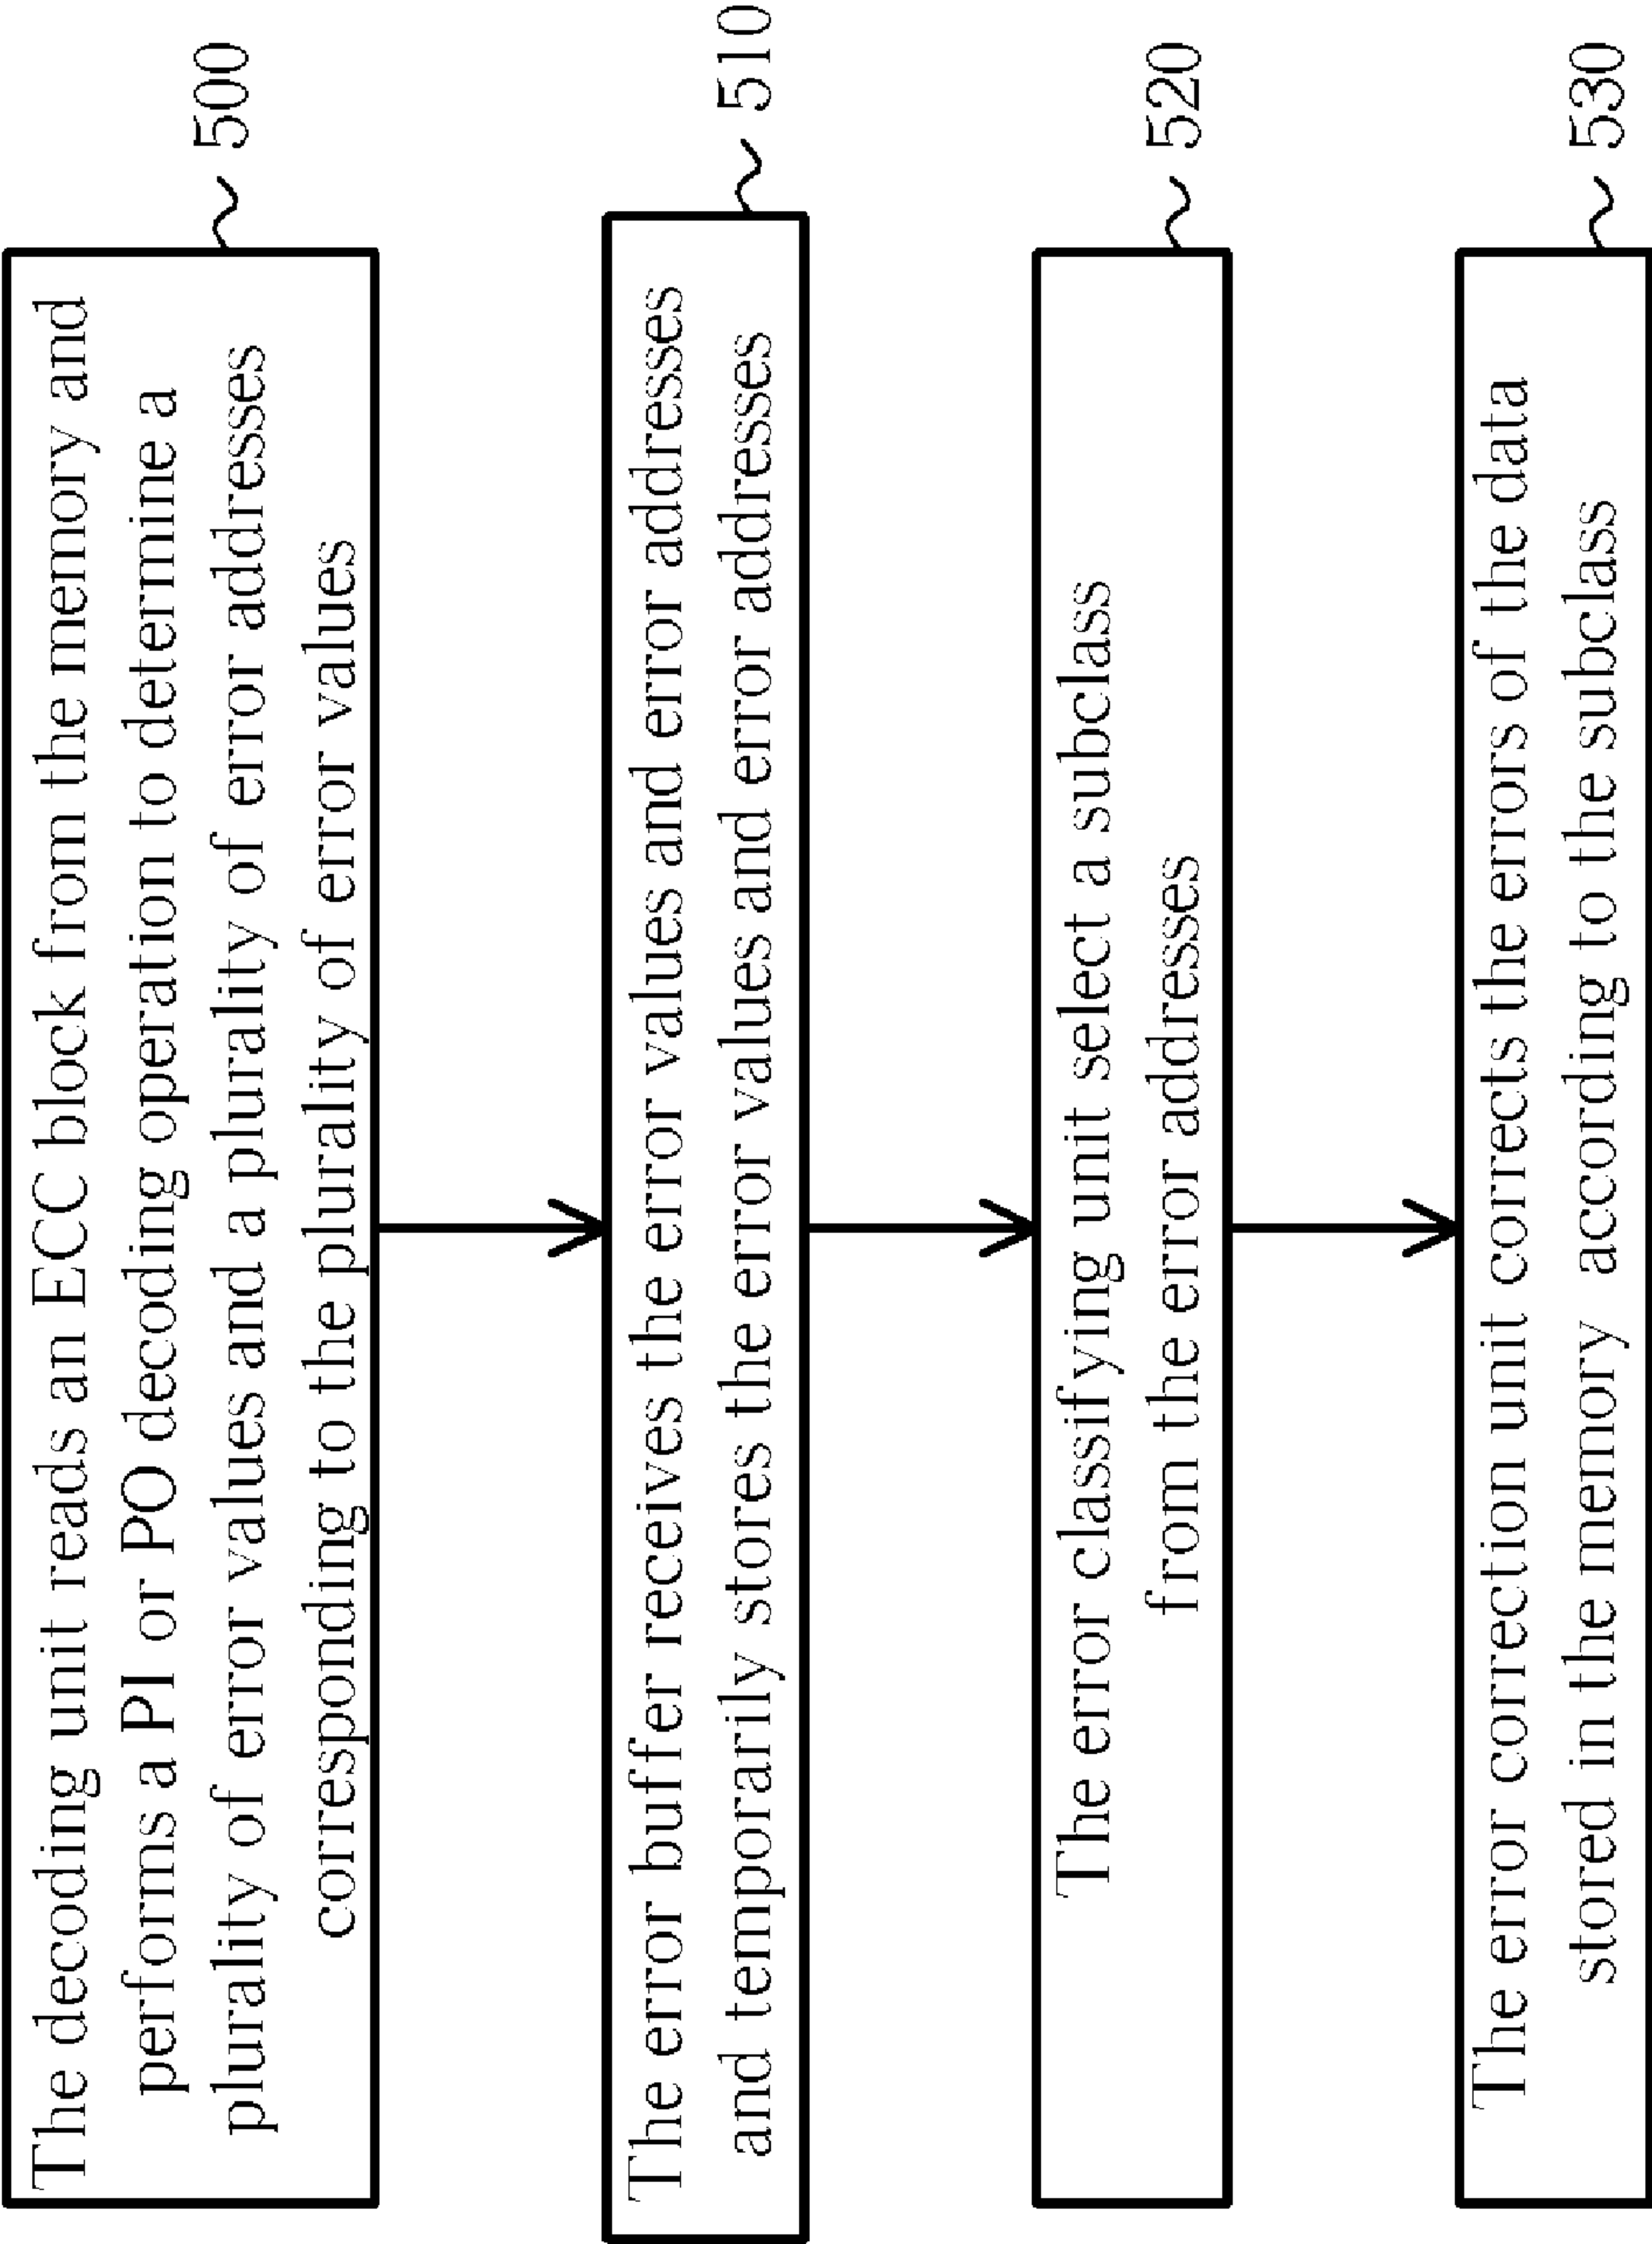 The decoding unit reads an ECC block from the memory and
performs a PI or PO decoding operation to determine a
plurality of error values and a plurality of error addresses
corresponding to the plurality of error values
500
The error buffer receives the error values and error addresses
and temporarily stores the error values and error addresses
510
The error classifying unit select a subclass
from the error addresses
520
The error correction unit corrects the errors of the data
stored in the memory according to the subclass
530